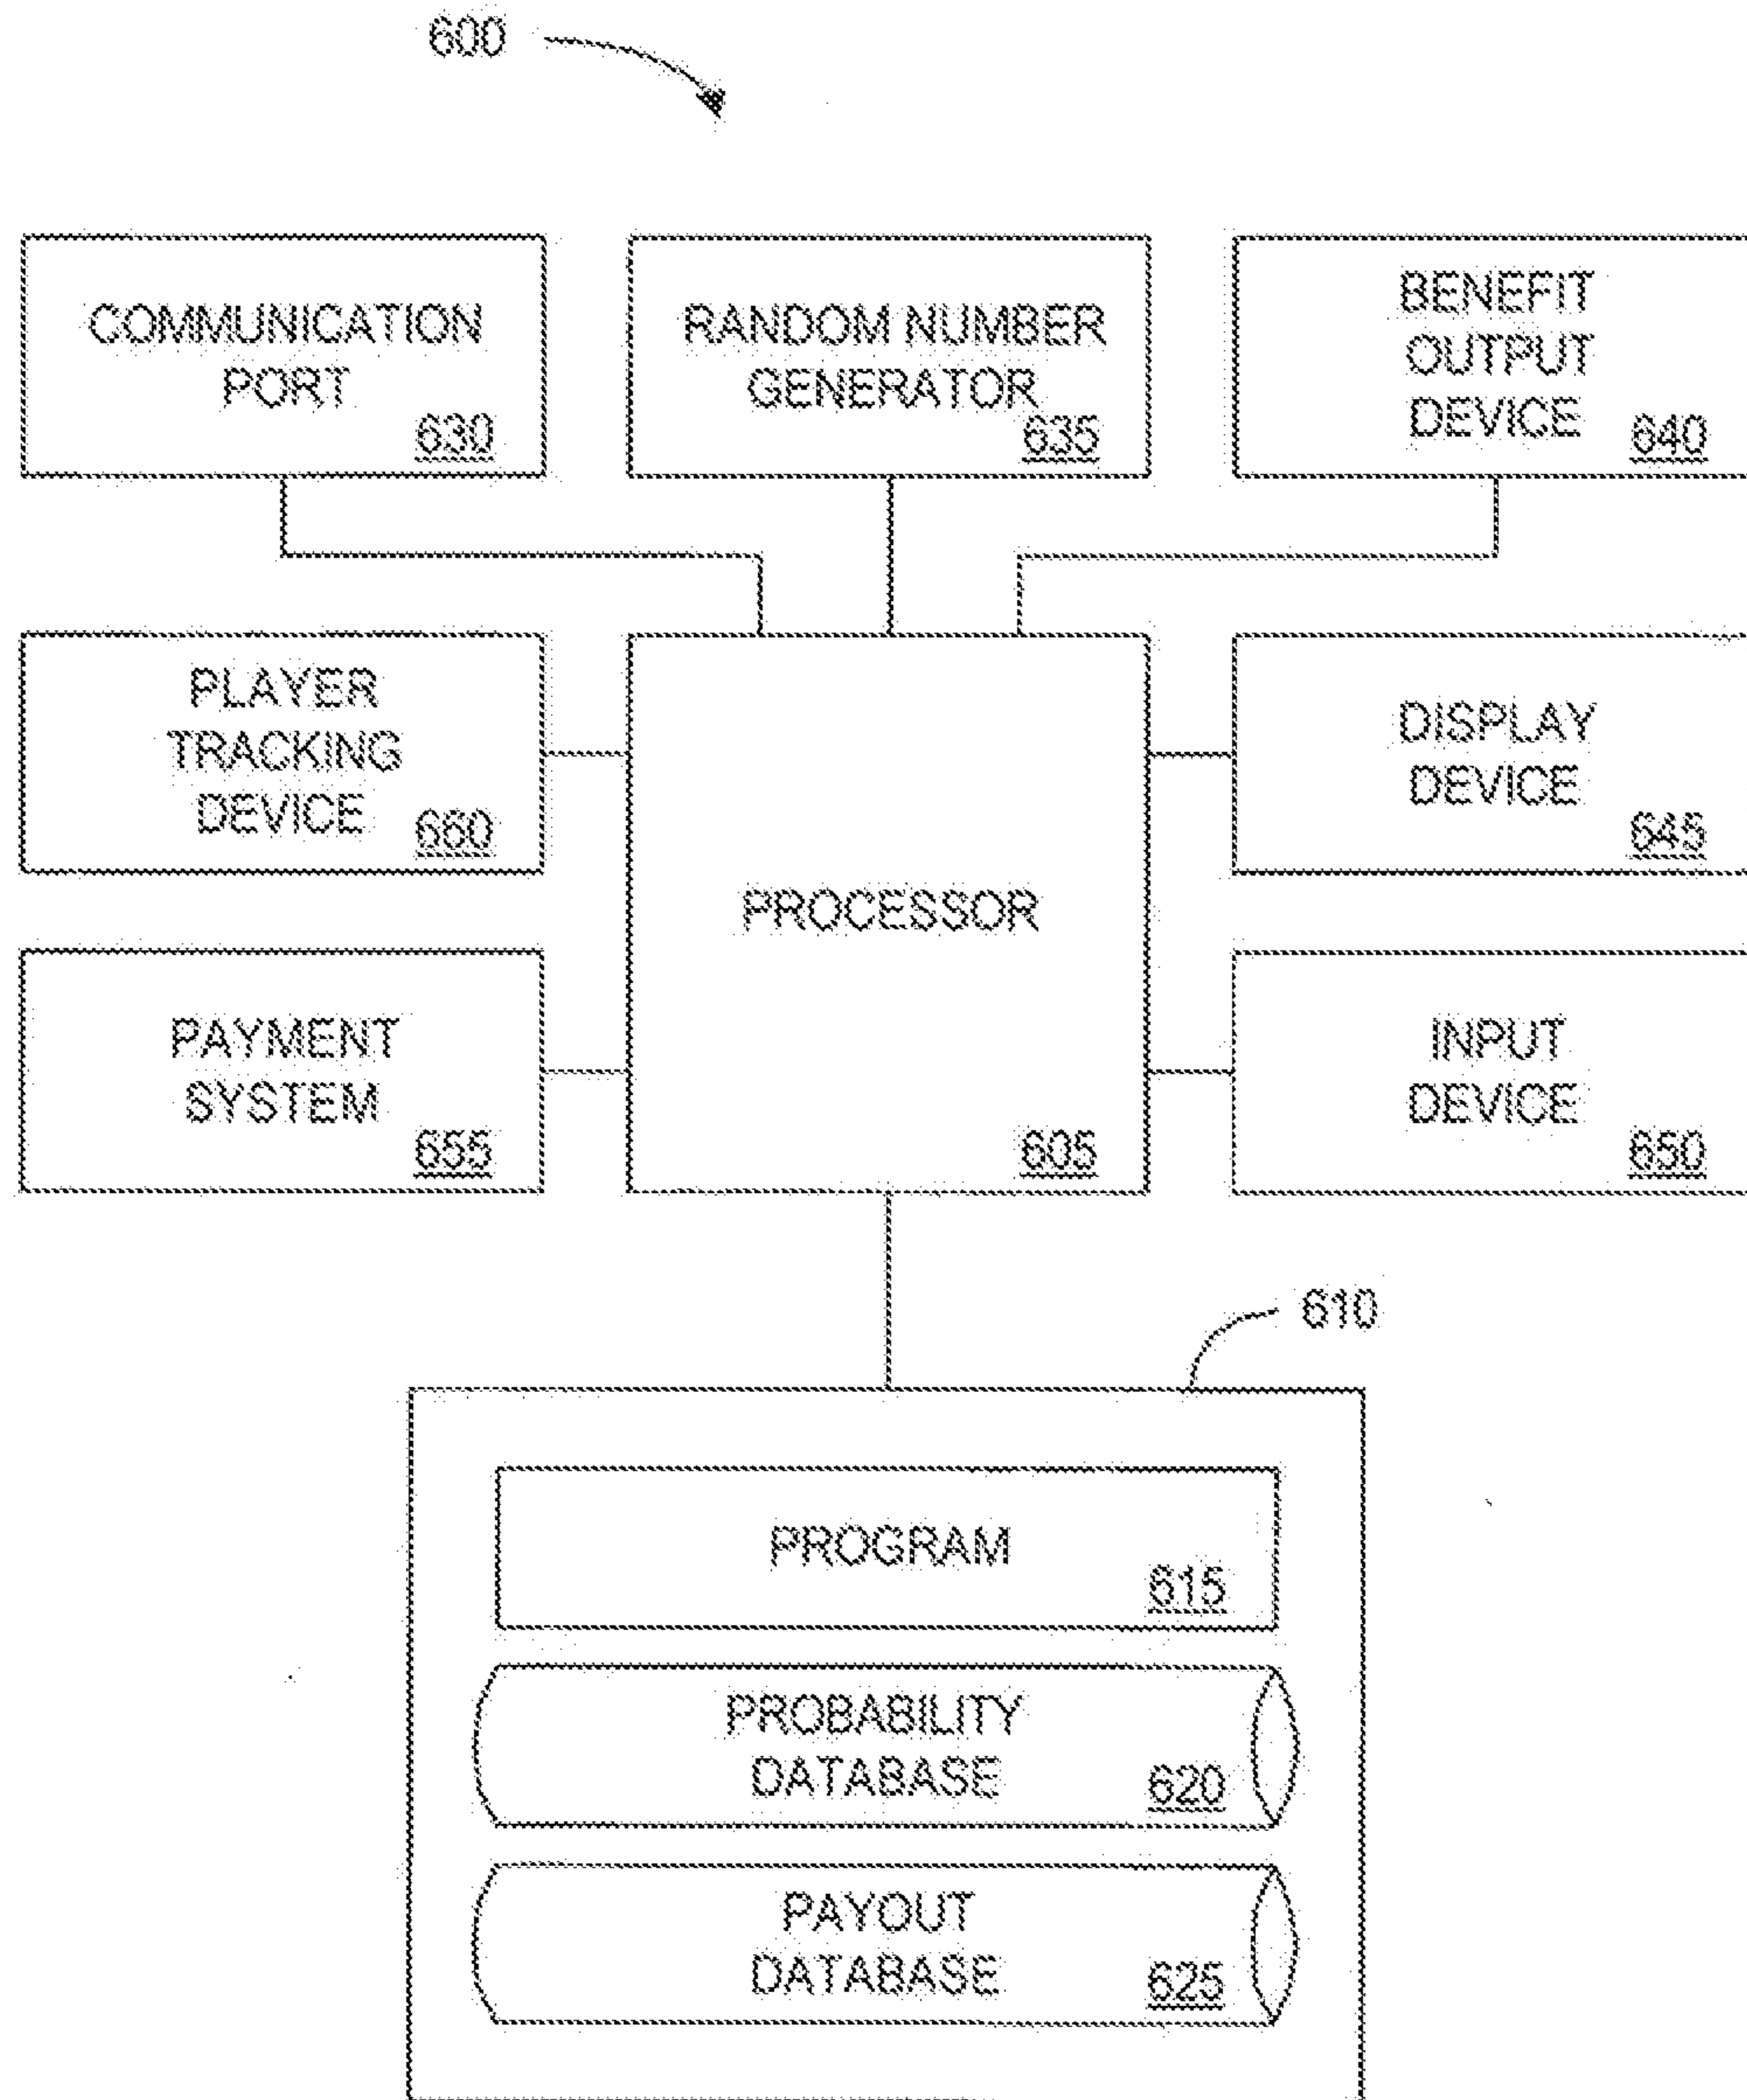 600
COMMUNICATION
PORT
630
RANDOM NUMBER
GENERATOR
635
BENEFIT
OUTPUT
DEVICE
640
PLAYER
TRACKING
DEVICE
660
PROCESSOR
605
DISPLAY
DEVICE
645
PAYMENT
SYSTEM
655
INPUT
DEVICE
650
610
PROGRAM
615
PROBABILITY
DATABASE
620
PAYOUT
DATABASE
625